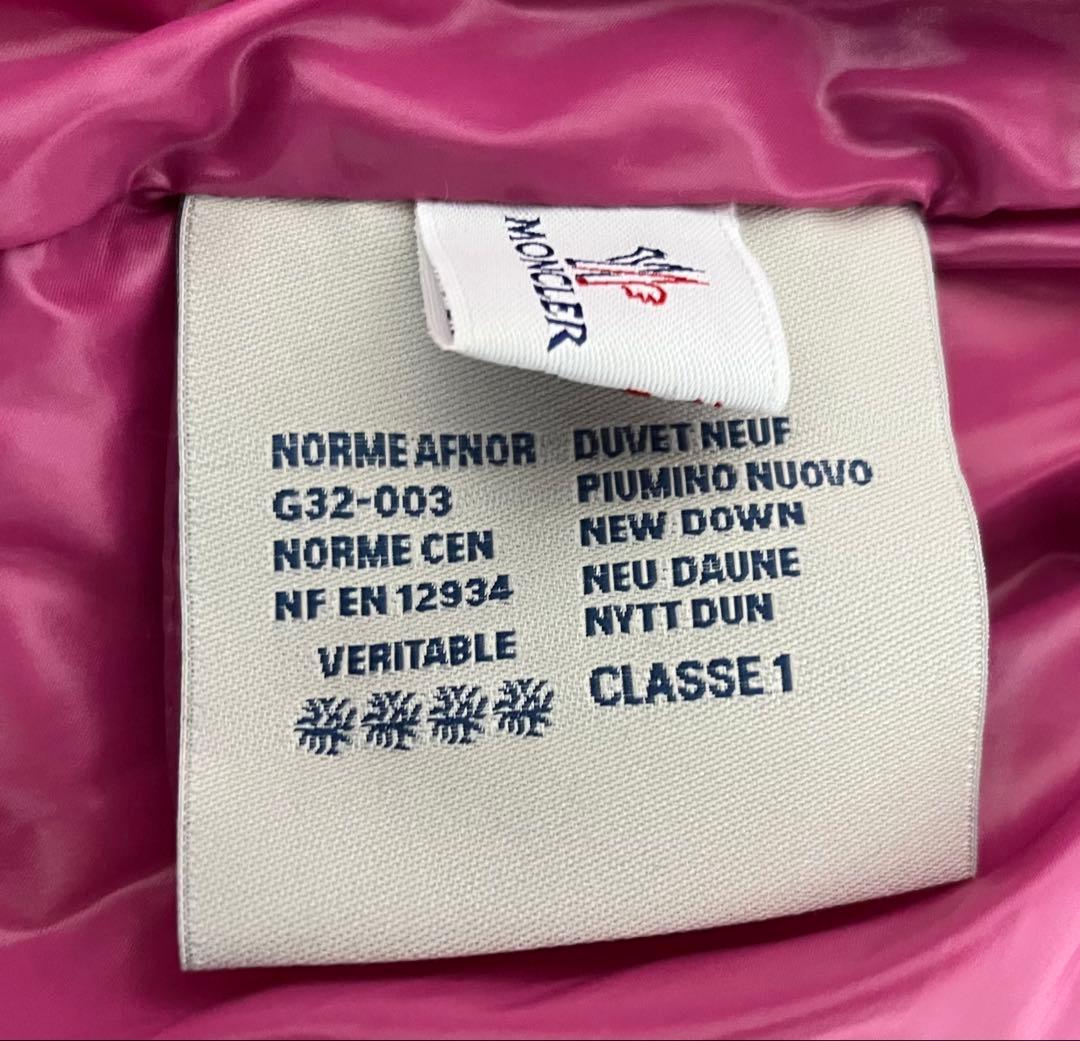 MONCLER
NORME AFNOR
G32-003
NORME CEN
NF EN 12934
VERITABLE
DUVET NEUF
PIUMINO NUOVO
NEW DOWN
NEU DAUNE
NYTT DUN
CLASSE 1